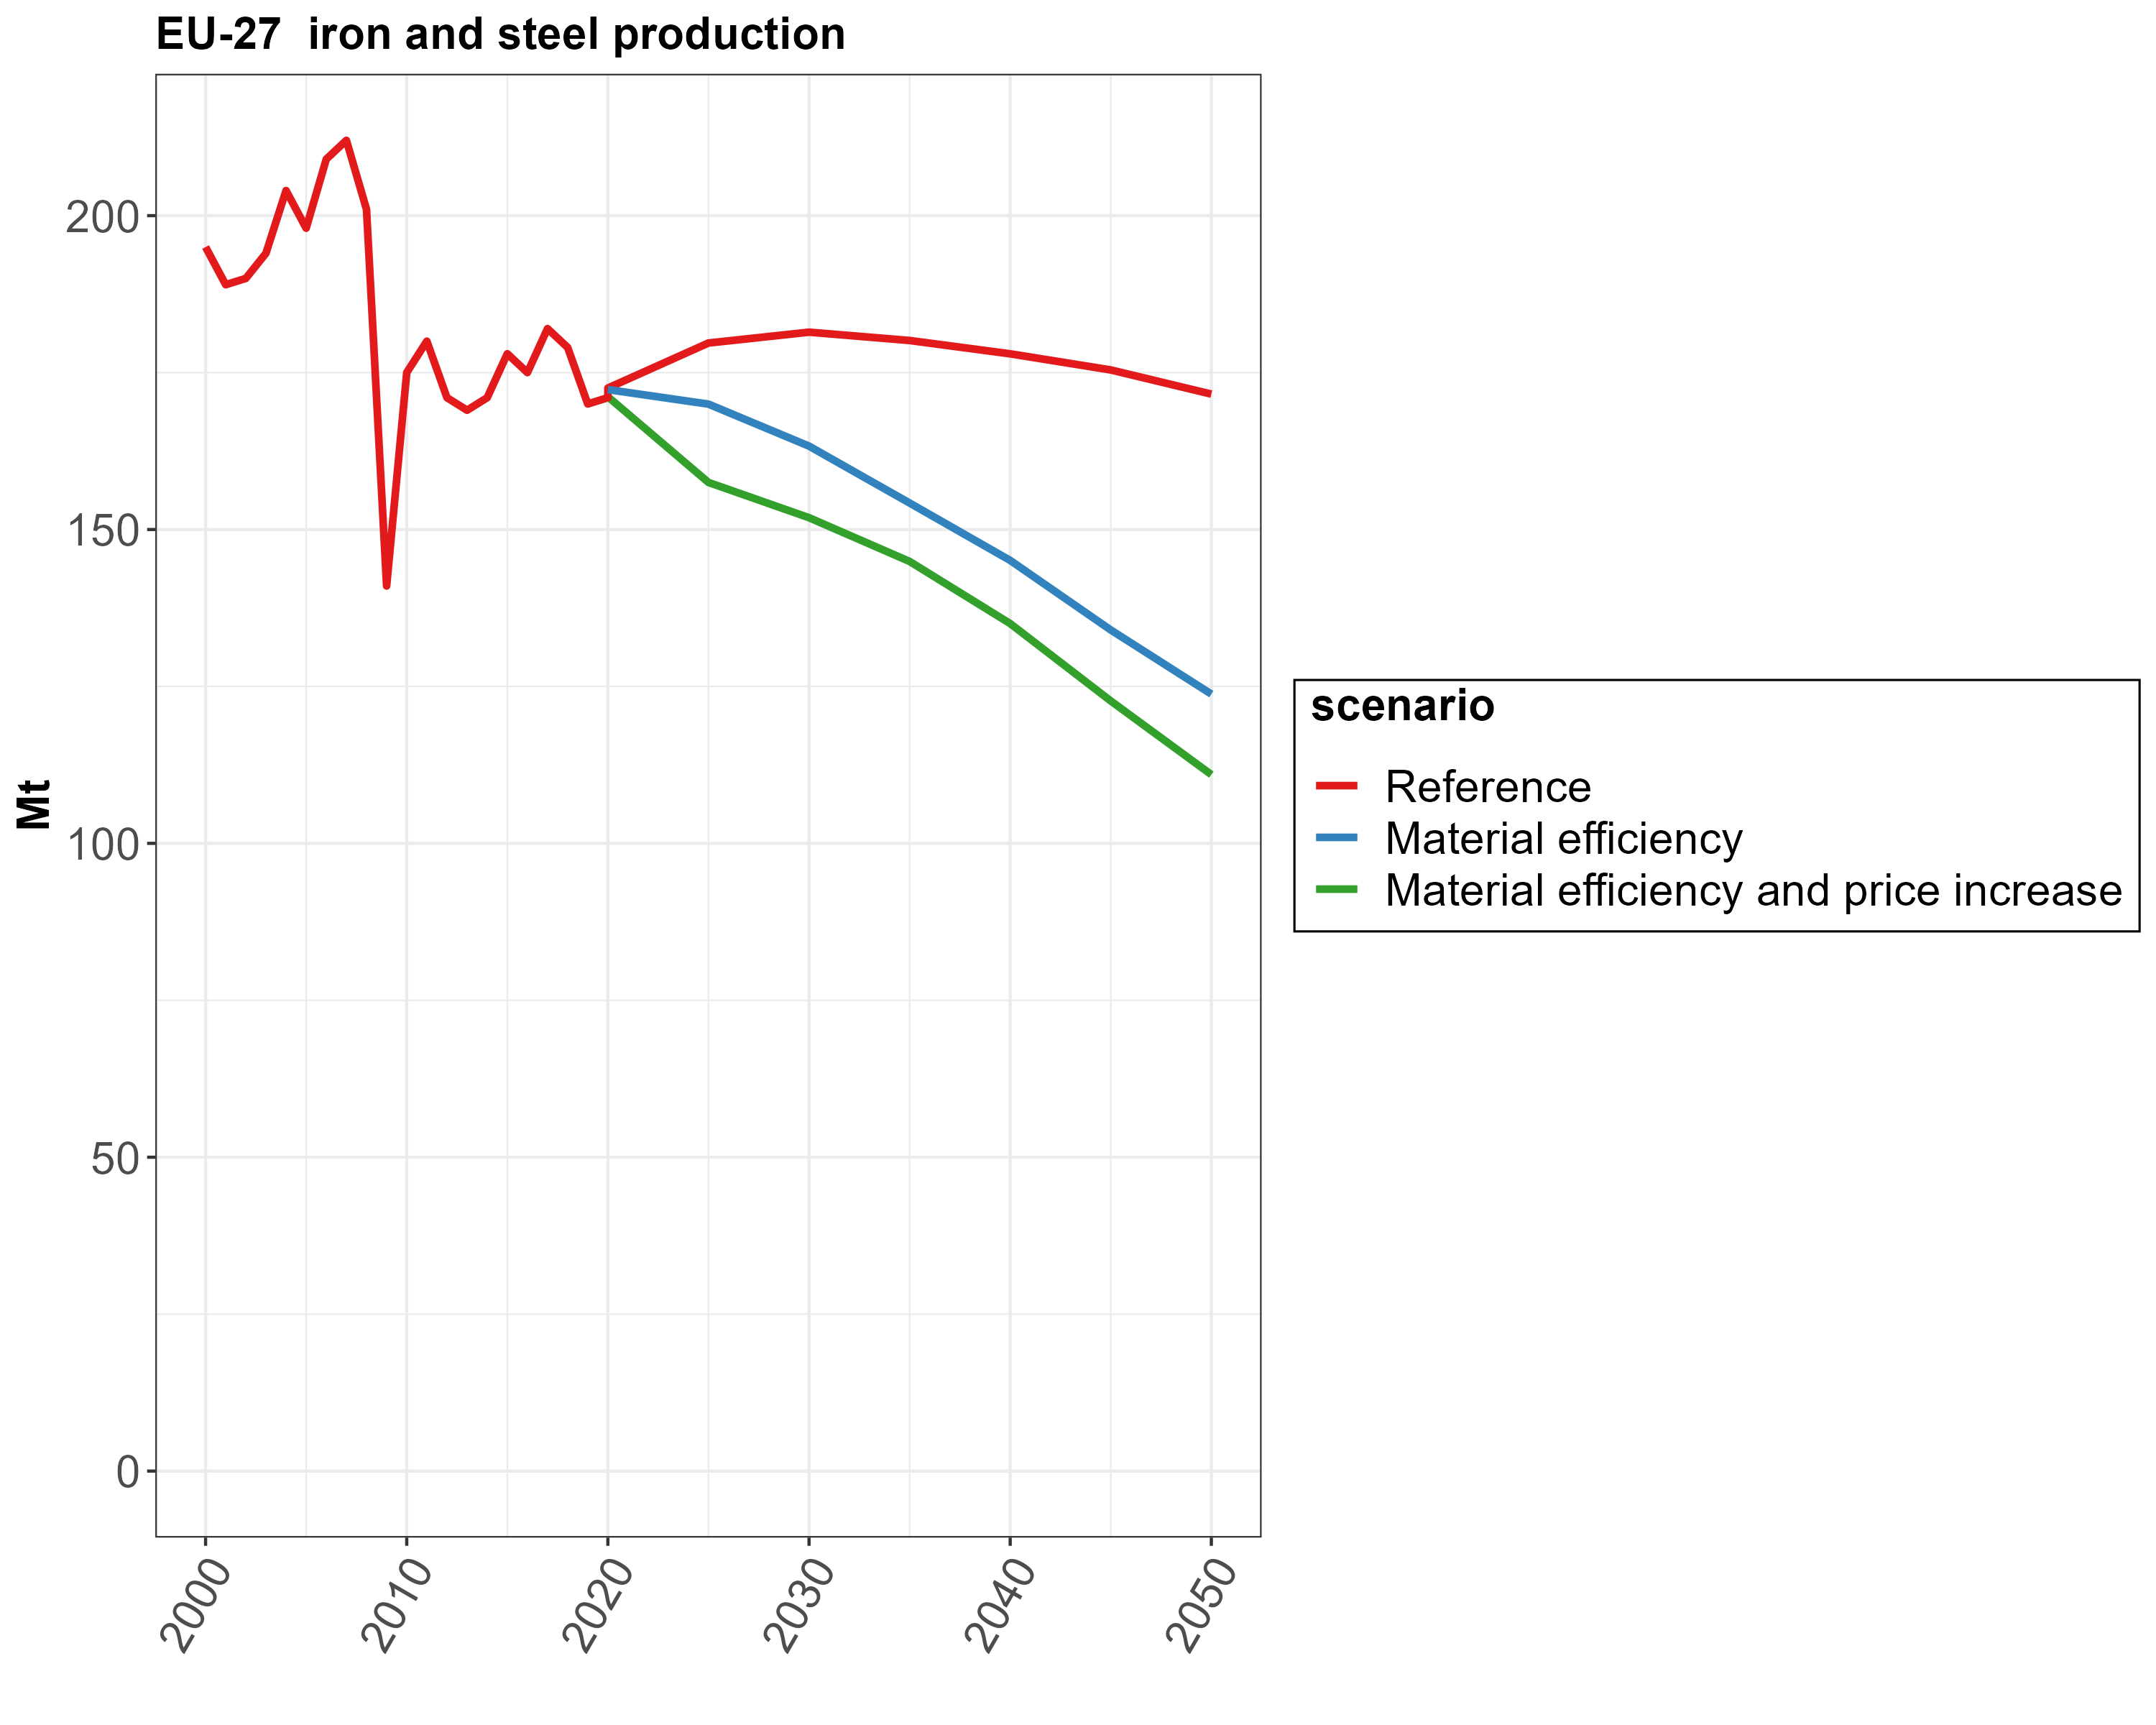 EU-27  iron and steel production
Mt
200
150
100
50
0
2000
2010
2020
2030
2040
2050
scenario
Reference
Material efficiency
Material efficiency and price increase